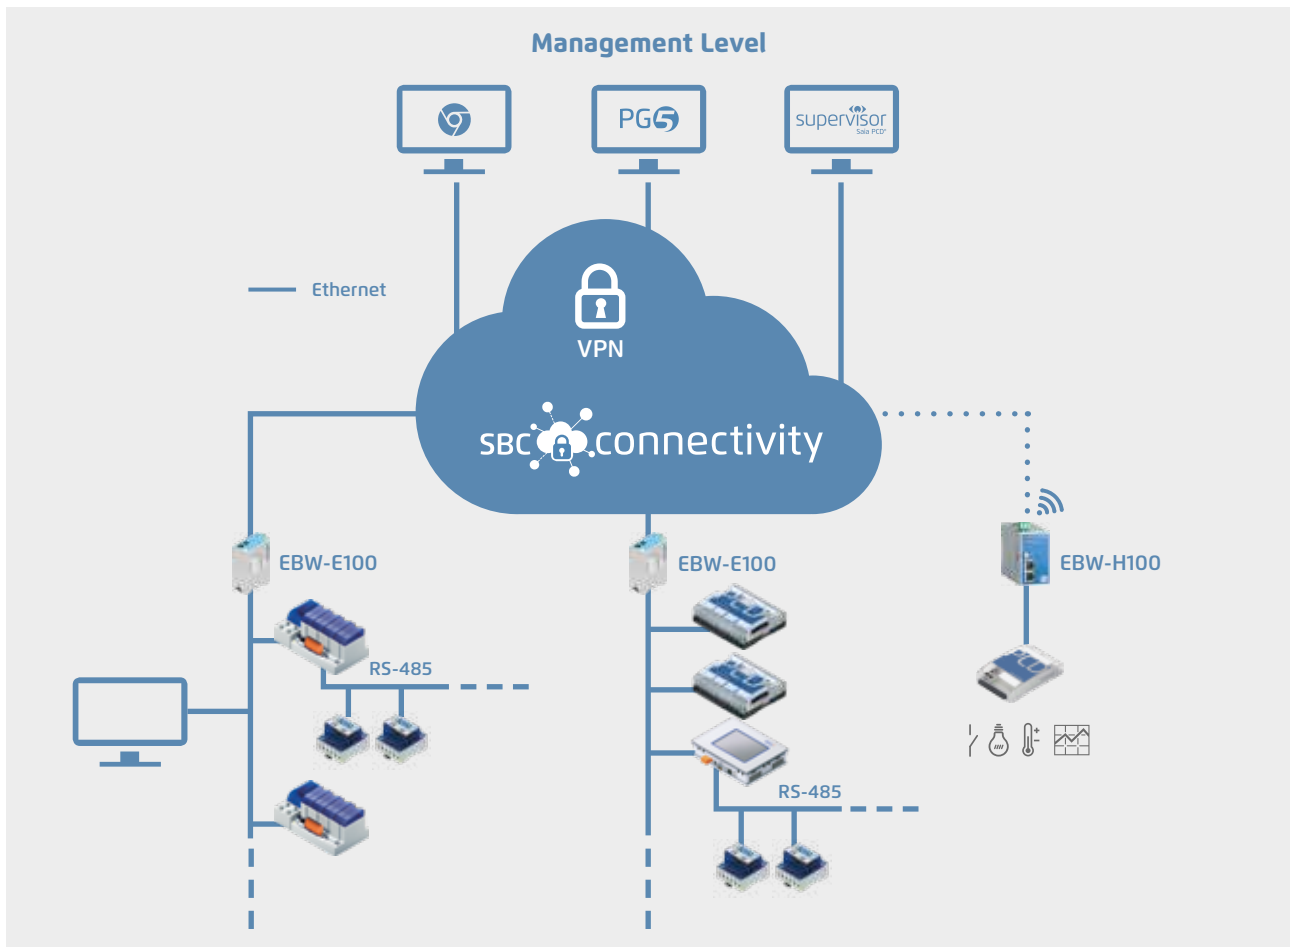 Management Level
PG5
supervisor
Saia PCD®
Ethernet
VPN
SBC connectivity
EBW-E100
EBW-E100
EBW-H100
RS-485
RS-485